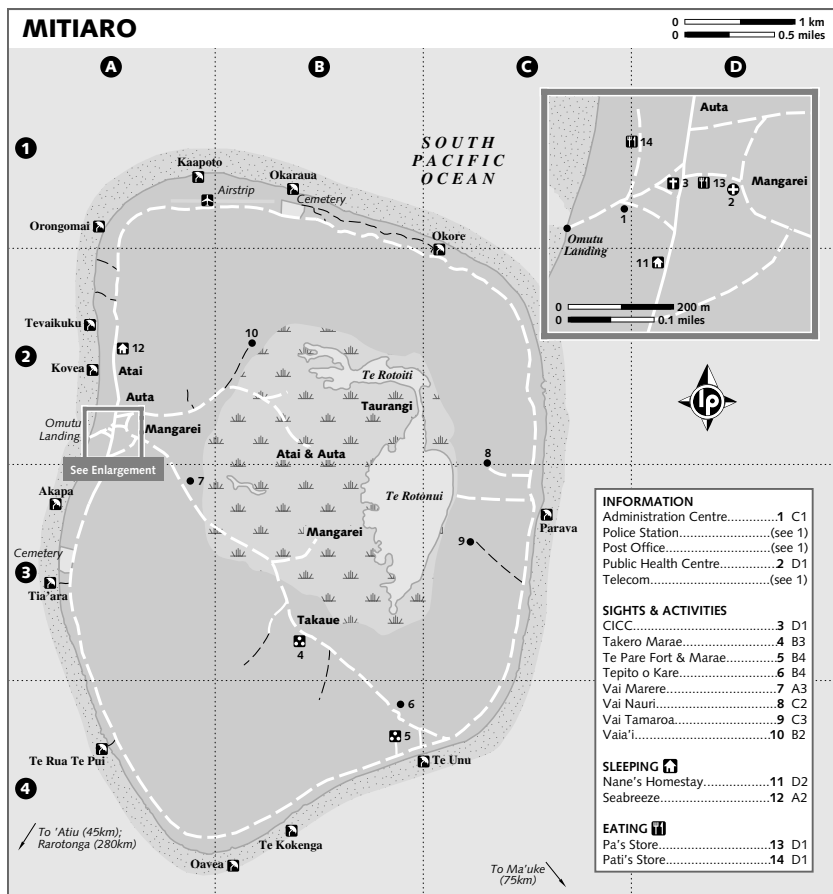 MITIARO
0 1 km
0 0.5 miles
A B C D
1
SOUTH
PACIFIC
OCEAN
Kaapoto
Okaraua
Airstrip
Cemetery
Orongomai
Okore
Auta
14
3
13
2
Mangarei
1
Omutu
Landing
11
0 200 m
0 0.1 miles
Tevaikuku
10
12
2
Kovea
Atai
Te Rotoiti
Auta
Taurangi
Omutu
Landing
Mangarei
lp
See Enlargement
Atai & Auta
8
7
Akapa
Te Rotonui
Parava
Mangarei
9
Cemetery
3
Tia'ara
Takaue
4
6
5
Te Rua Te Pui
Te Unu
4
To 'Atiu (45km);
Rarotonga (280km)
Te Kokenga
Oavea
To Ma'uke
(75km)
INFORMATION
Administration Centre..............1 C1
Police Station.......................(see 1)
Post Office...........................(see 1)
Public Health Centre...............2 D1
Telecom..............................(see 1)
SIGHTS & ACTIVITIES
CICC......................................3 D1
Takero Marae.........................4 B3
Te Pare Fort & Marae..............5 B4
Tepito o Kare.........................6 B4
Vai Marere.............................7 A3
Vai Nauri...............................8 C2
Vai Tamaroa...........................9 C3
Vaia'i...................................10 B2
SLEEPING
Nane's Homestay..................11 D2
Seabreeze............................12 A2
EATING
Pa's Store............................13 D1
Pati's Store..........................14 D1